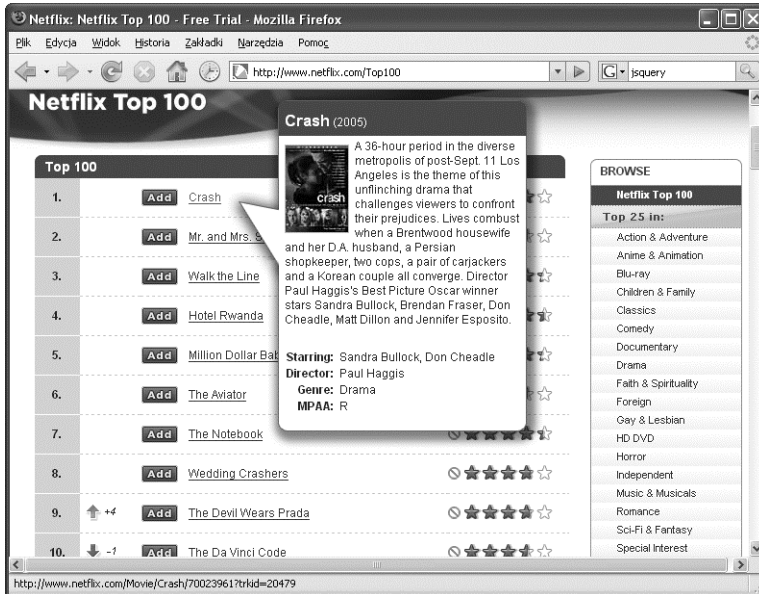 Netflix: Netflix Top 100 - Free Trial - Mozilla Firefox
Plik Edycja Widok Historia Zakładki Narzędzia Pomoc
http://www.netflix.com/Top100 G jsquery
Netflix Top 100
Crash (2005)
A 36-hour period in the diverse
metropolis of post-Sept. 11 Los
Angeles is the theme of this
unflinching drama that
challenges viewers to confront
their prejudices. Lives combust
when a Brentwood housewife
and her D.A. husband, a Persian
shopkeeper, two cops, a pair of carjackers
and a Korean couple all converge. Director
Paul Haggis's Best Picture Oscar winner
stars Sandra Bullock, Brendan Fraser, Don
Cheadle, Matt Dillon and Jennifer Esposito.
Starring: Sandra Bullock, Don Cheadle
Director: Paul Haggis
Genre: Drama
MPAA: R
crash
Top 100
1. Add Crash
2. Add Mr. and Mrs. S
3. Add Walk the Line
4. Add Hotel Rwanda
5. Add Million Dollar Bab
6. Add The Aviator
7. Add The Notebook
8. Add Wedding Crashers
9. +4 Add The Devil Wears Prada
10. -1 Add The Da Vinci Code
BROWSE
Netflix Top 100
Top 25 in:
Action & Adventure
Anime & Animation
Blu-ray
Children & Family
Classics
Comedy
Documentary
Drama
Faith & Spirituality
Foreign
Gay & Lesbian
HD DVD
Horror
Independent
Music & Musicals
Romance
Sci-Fi & Fantasy
Special Interest
http://www.netflix.com/Movie/Crash/70023961?trkid=20479